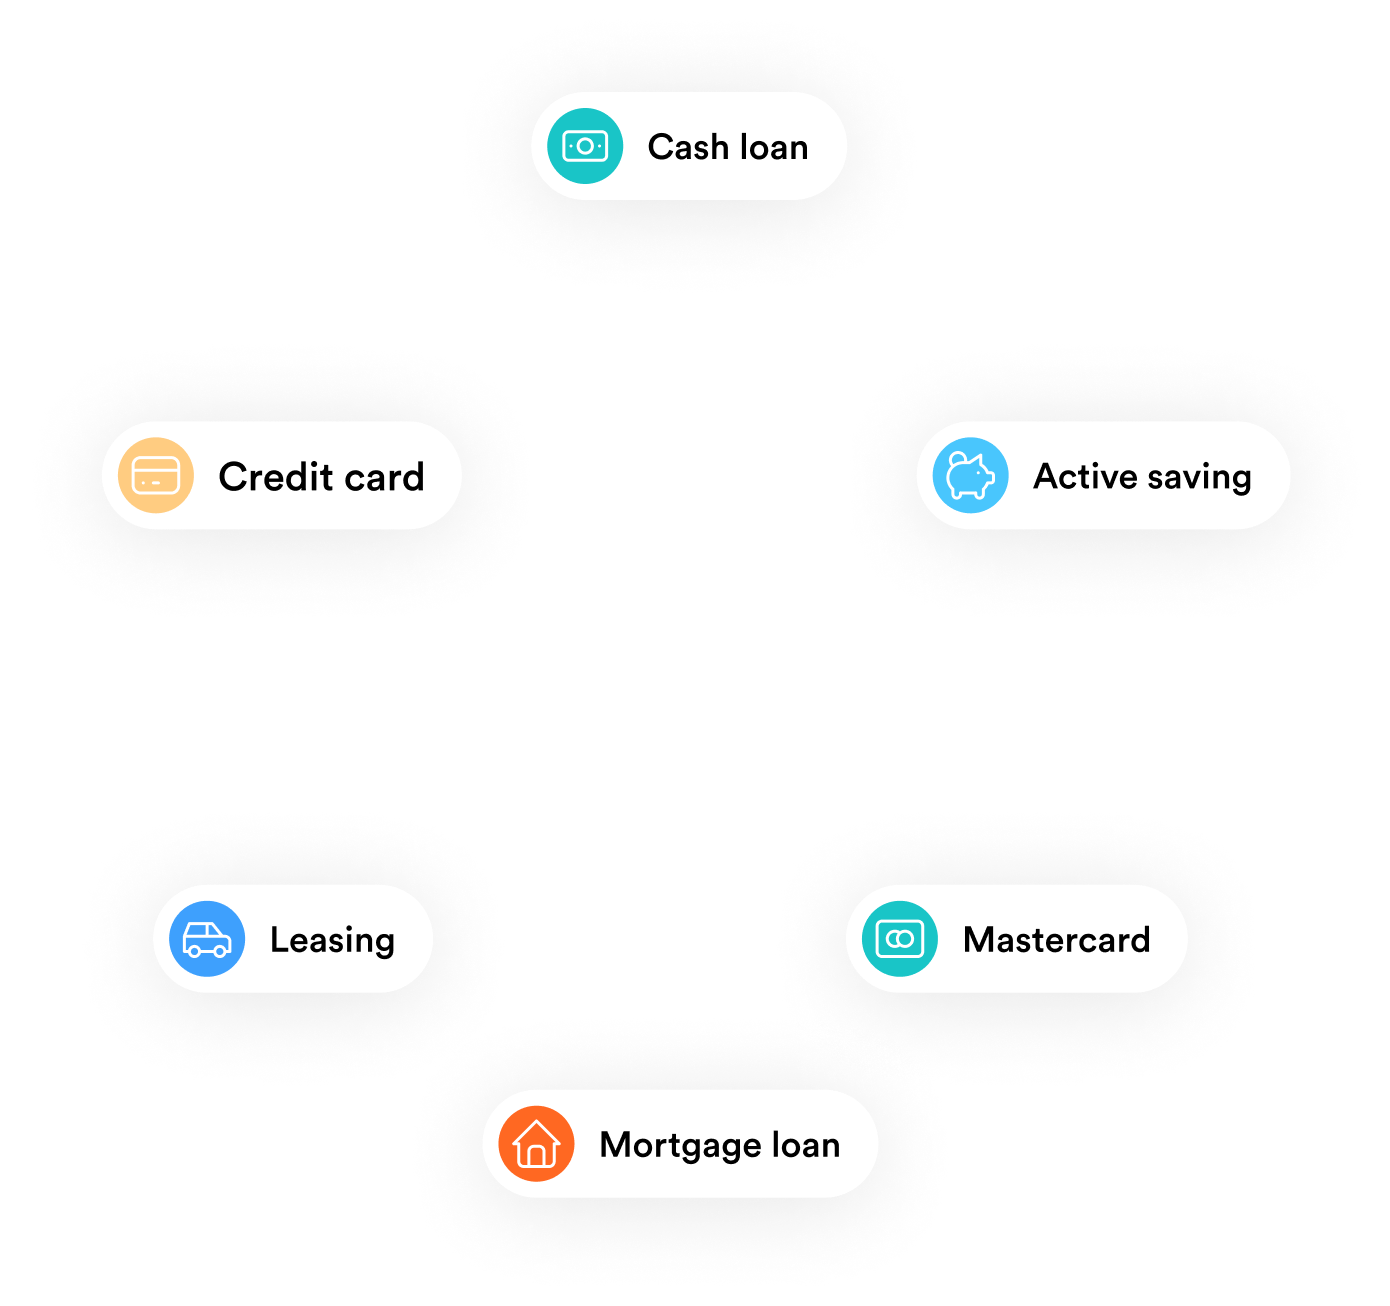 Cash loan
Credit card
Active saving
Leasing
Mastercard
Mortgage loan